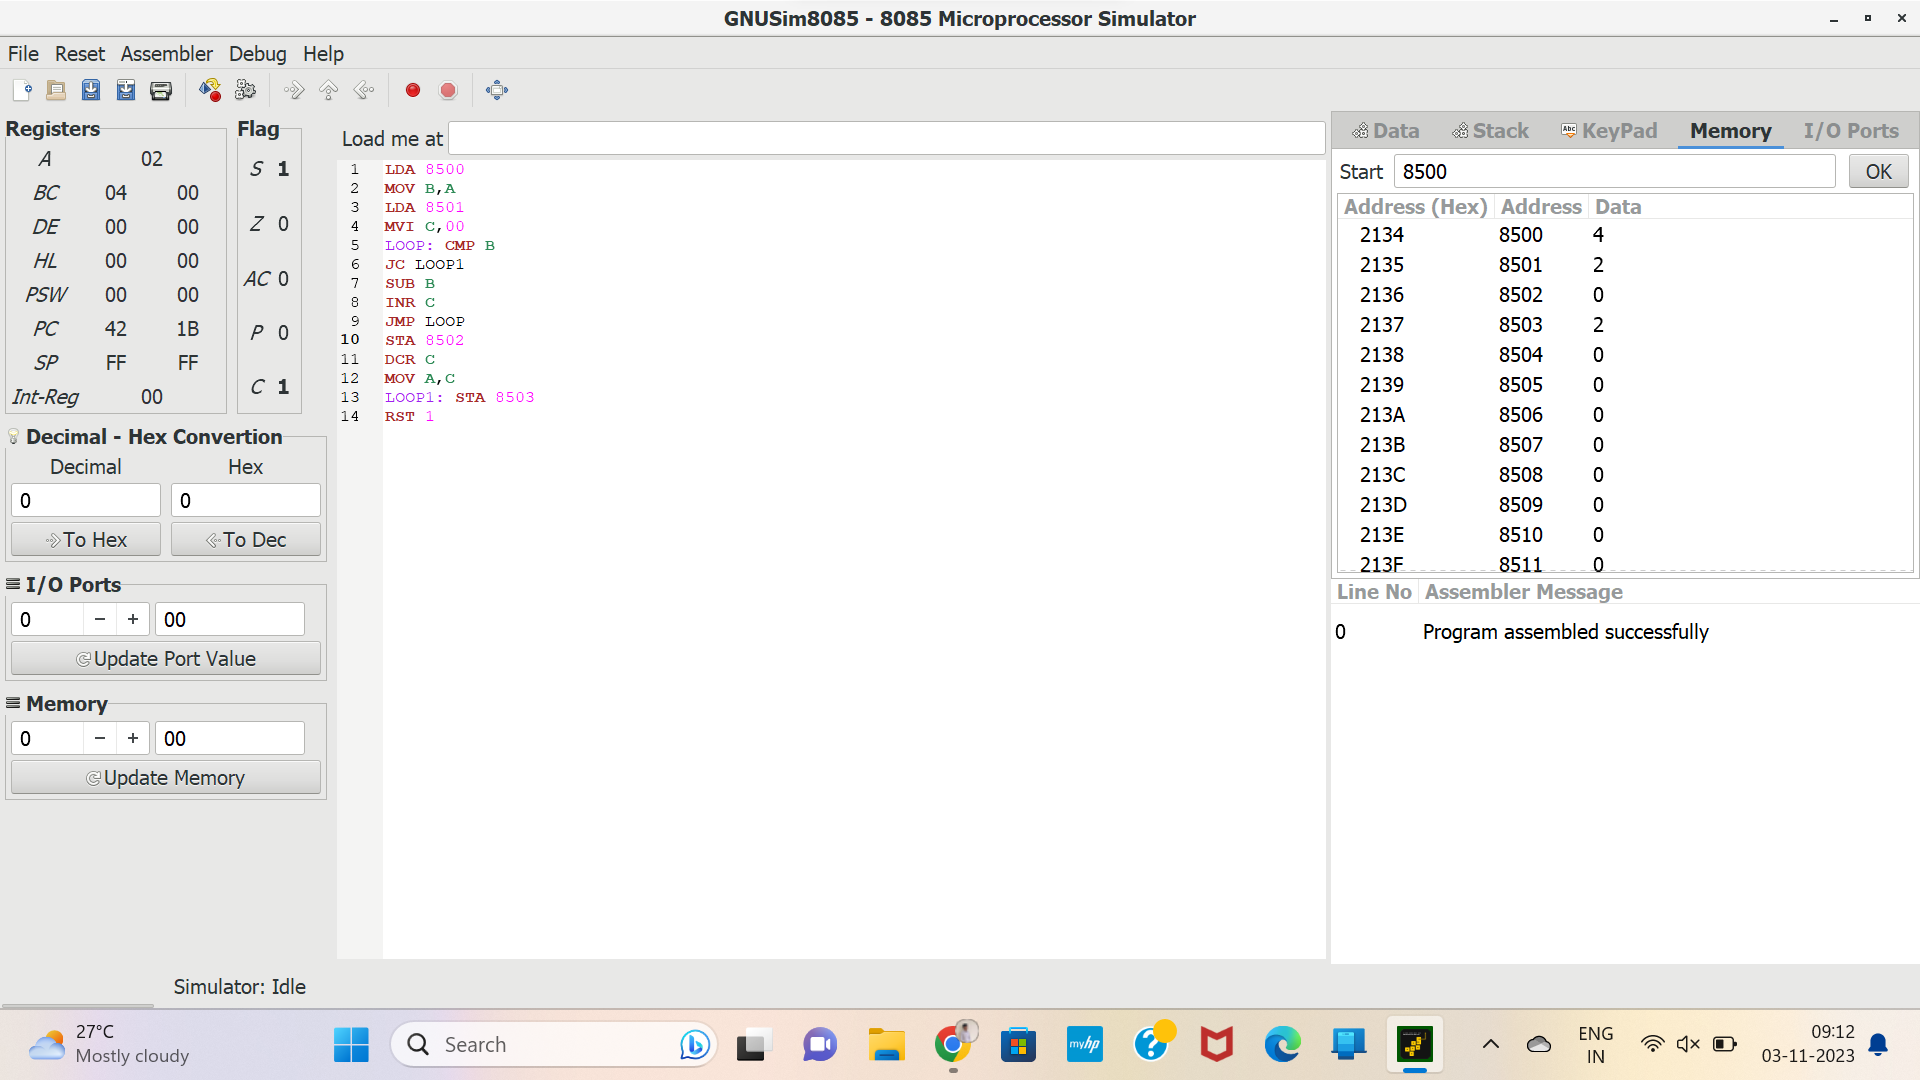 GNUSim8085 - 8085 Microprocessor Simulator
File Reset Assembler Debug Help
Registers
A 02
BC 04 00
DE 00 00
HL 00 00
PSW 00 00
PC 42 1B
SP FF FF
Int-Reg 00
Flag
S 1
Z 0
AC 0
P 0
C 1
Decimal - Hex Convertion
Decimal Hex
0 0
To Hex To Dec
I/O Ports
0 − + 00
Update Port Value
Memory
0 − + 00
Update Memory
Simulator: Idle
Load me at
1 LDA 8500
2 MOV B,A
3 LDA 8501
4 MVI C,00
5 LOOP: CMP B
6 JC LOOP1
7 SUB B
8 INR C
9 JMP LOOP
10 STA 8502
11 DCR C
12 MOV A,C
13 LOOP1: STA 8503
14 RST 1
Data Stack Abc KeyPad Memory I/O Ports
Start 8500 OK
Address (Hex) Address Data
2134 8500 4
2135 8501 2
2136 8502 0
2137 8503 2
2138 8504 0
2139 8505 0
213A 8506 0
213B 8507 0
213C 8508 0
213D 8509 0
213E 8510 0
213F 8511 0
Line No Assembler Message
0 Program assembled successfully
27°C
Mostly cloudy
Search
myhp
ENG
IN
09:12
03-11-2023